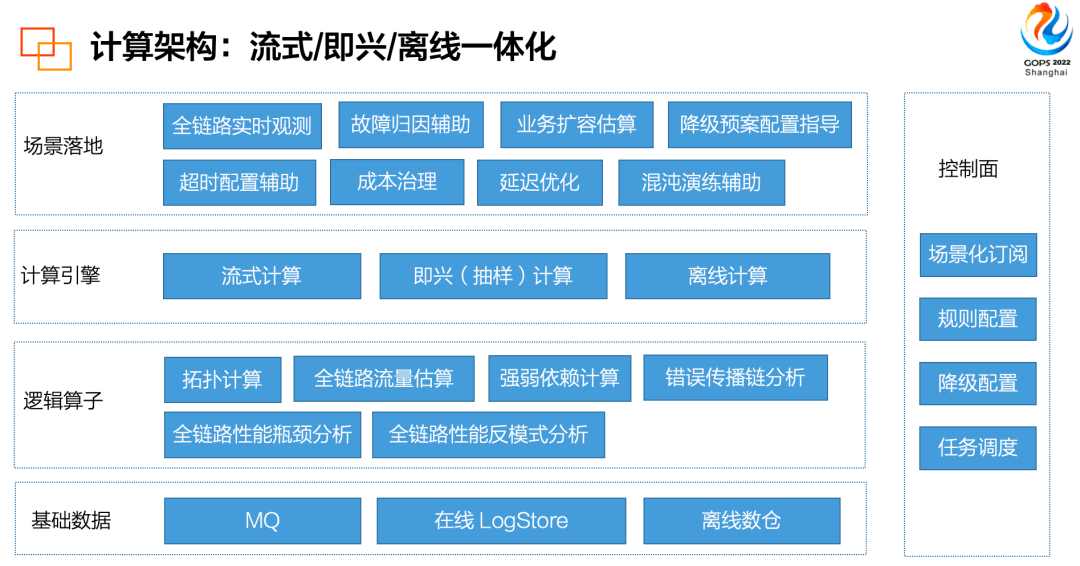 计算架构：流式/即兴/离线一体化
GOPS 2022
Shanghai
场景落地
全链路实时观测
故障归因辅助
业务扩容估算
降级预案配置指导
超时配置辅助
成本治理
延迟优化
混沌演练辅助
计算引擎
流式计算
即兴（抽样）计算
离线计算
逻辑算子
拓扑计算
全链路流量估算
强弱依赖计算
错误传播链分析
全链路性能瓶颈分析
全链路性能反模式分析
基础数据
MQ
在线 LogStore
离线数仓
控制面
场景化订阅
规则配置
降级配置
任务调度